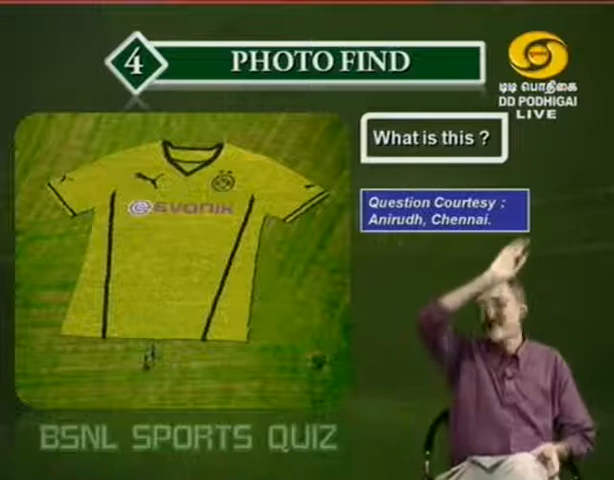 4
PHOTO FIND
டிடி பொதிகை
DD PODHIGAI
LIVE
What is this ?
Question Courtesy :
Anirudh, Chennai.
EVONIK
BSNL SPORTS QUIZ